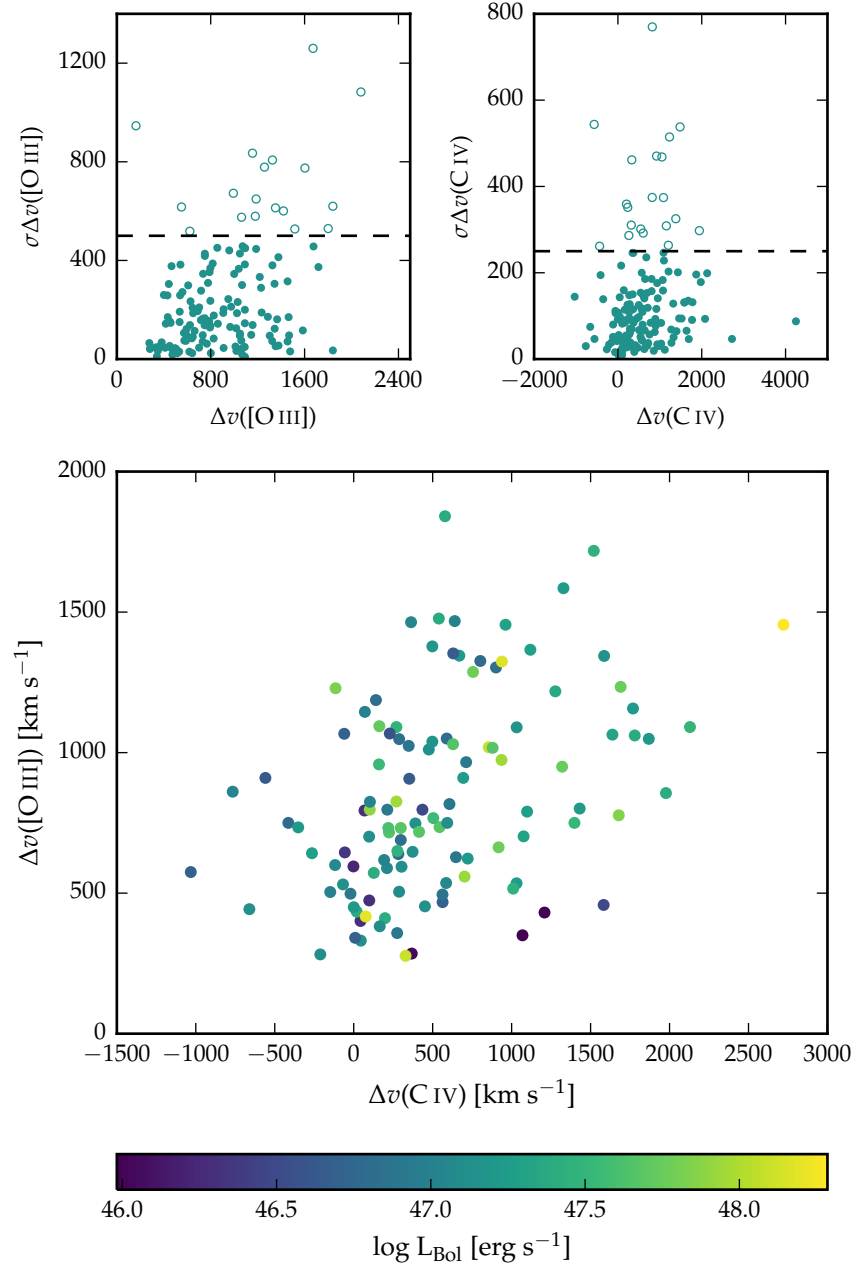 1200
800
400
0
σΔv([O III])
0 800 1600 2400
Δv([O III])
800
600
400
200
0
σΔv(C IV)
−2000 0 2000 4000
Δv(C IV)
2000
1500
1000
500
0
Δv([O III]) [km s⁻¹]
−1500 −1000 −500 0 500 1000 1500 2000 2500 3000
Δv(C IV) [km s⁻¹]
46.0 46.5 47.0 47.5 48.0
log L_Bol [erg s⁻¹]